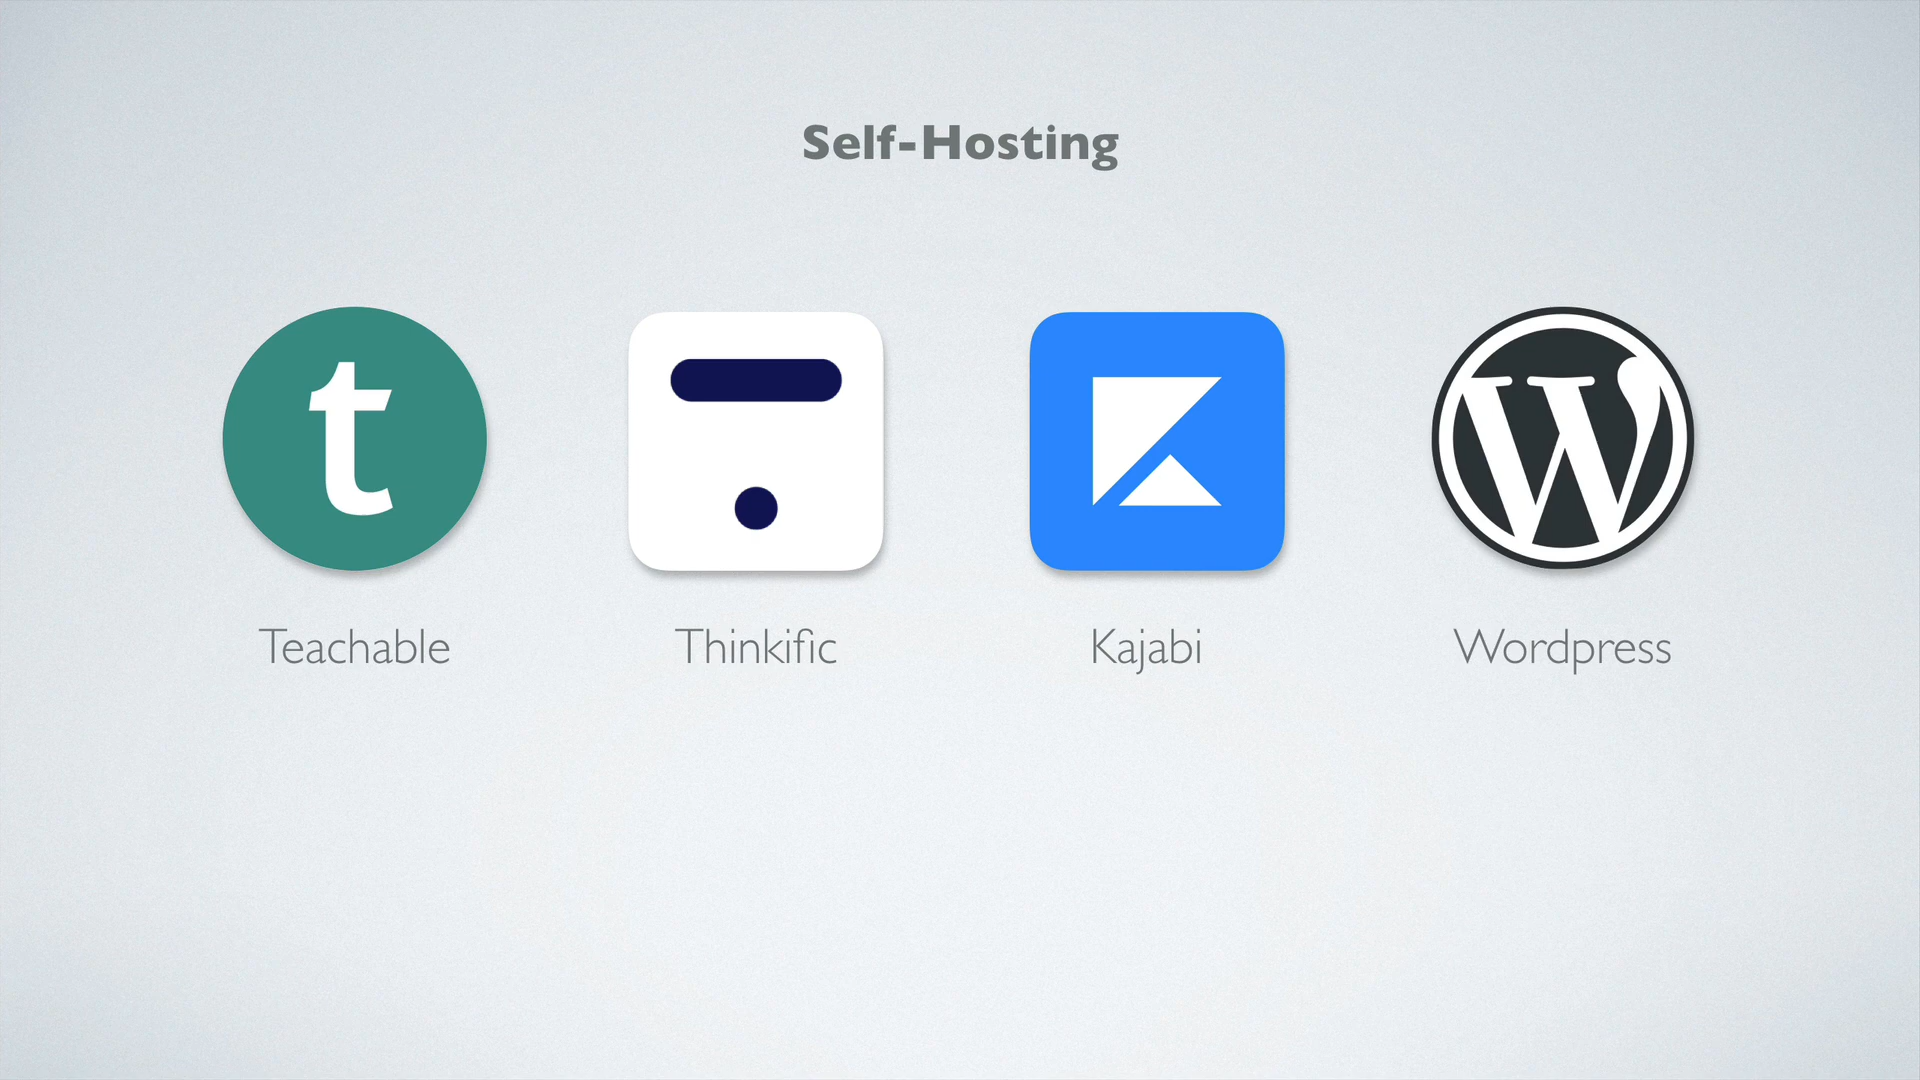 Self-Hosting
t
W
Teachable
Thinkific
Kajabi
Wordpress